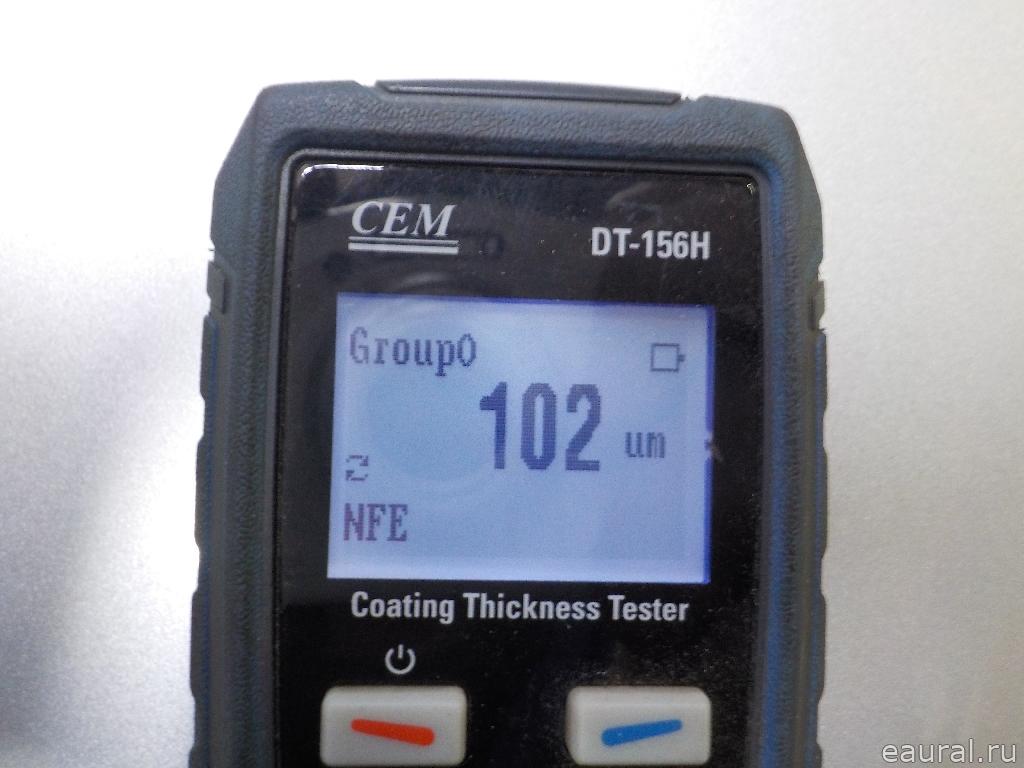 CEM
DT-156H
Group0
102 um
NFE
Coating Thickness Tester
eaural.ru